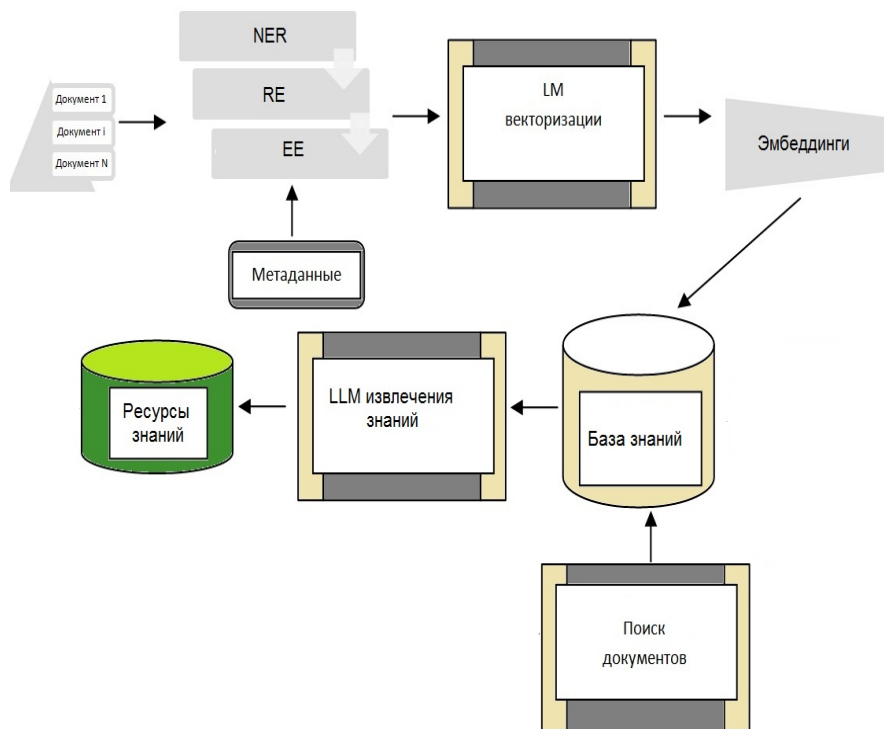 NER
RE
EE
Документ 1
Документ i
Документ N
LM
векторизации
Эмбеддинги
Метаданные
Ресурсы
знаний
LLM извлечения
знаний
База знаний
Поиск
документов